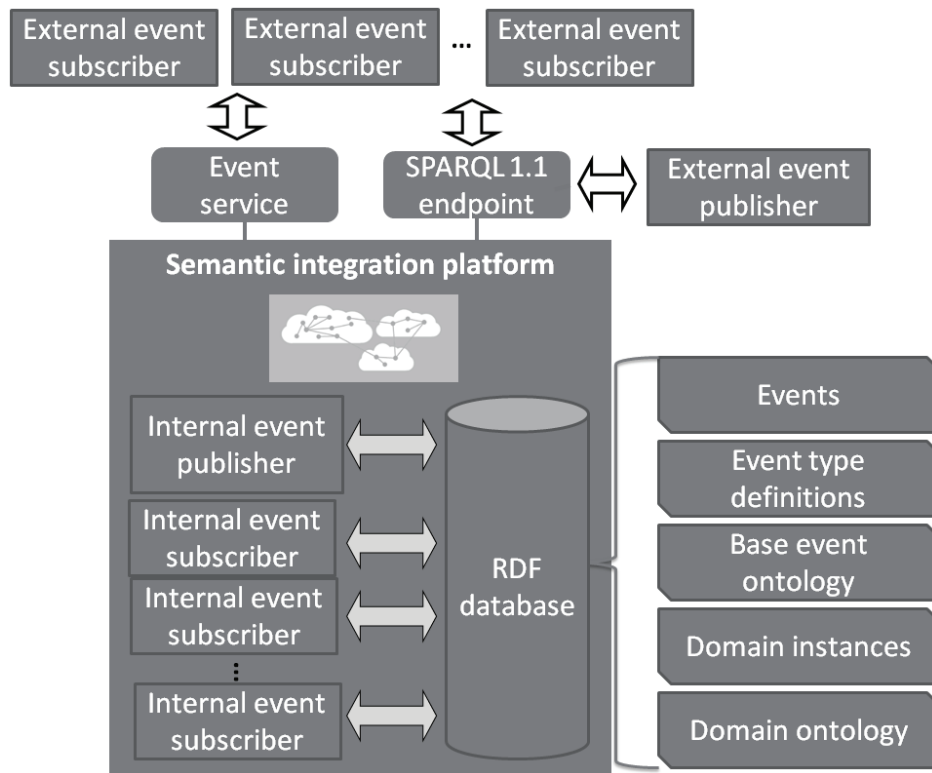 External event
subscriber
External event
subscriber
...
External event
subscriber
Event
service
SPARQL 1.1
endpoint
External event
publisher
Semantic integration platform
Internal event
publisher
Internal event
subscriber
Internal event
subscriber
...
Internal event
subscriber
RDF
database
Events
Event type
definitions
Base event
ontology
Domain instances
Domain ontology